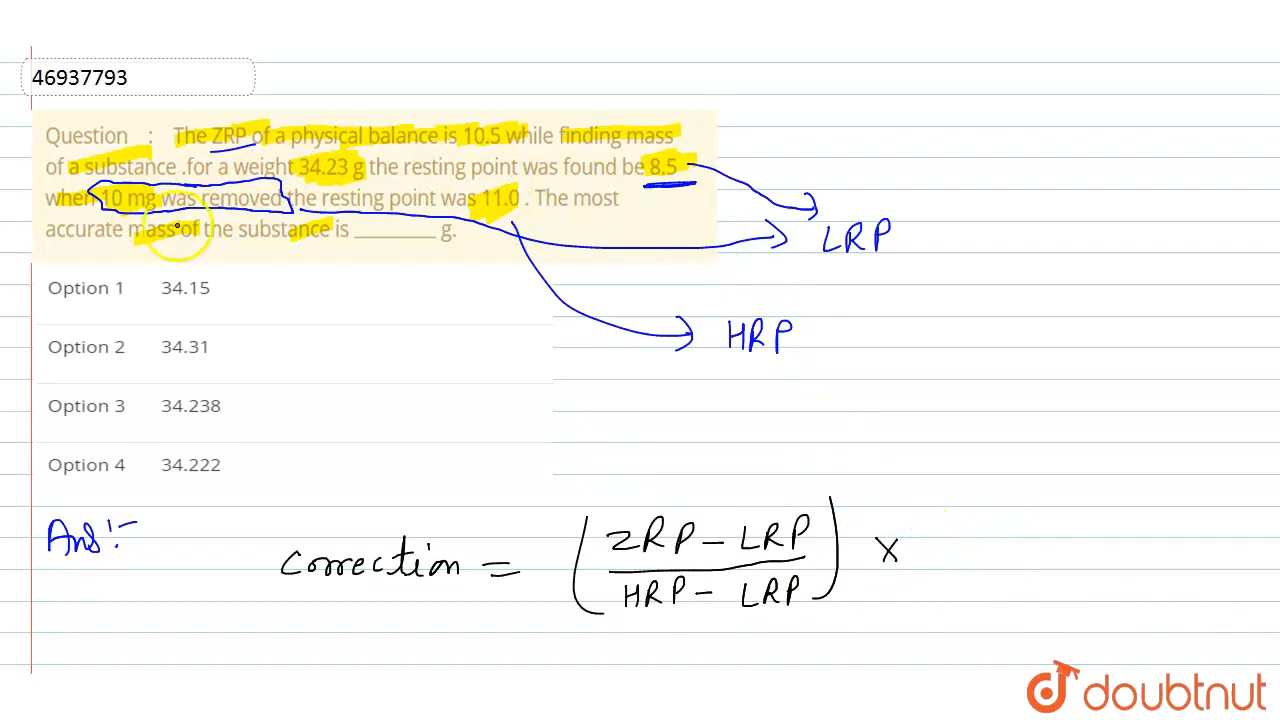 46937793
Question : The ZRP of a physical balance is 10.5 while finding mass
of a substance .for a weight 34.23 g the resting point was found be 8.5
when 10 mg was removed the resting point was 11.0 . The most
accurate mass of the substance is _________ g.
LRP
HRP
Option 1 34.15
Option 2 34.31
Option 3 34.238
Option 4 34.222
Ans:-
correction = (ZRP - LRP / HRP - LRP) ×
doubtnut